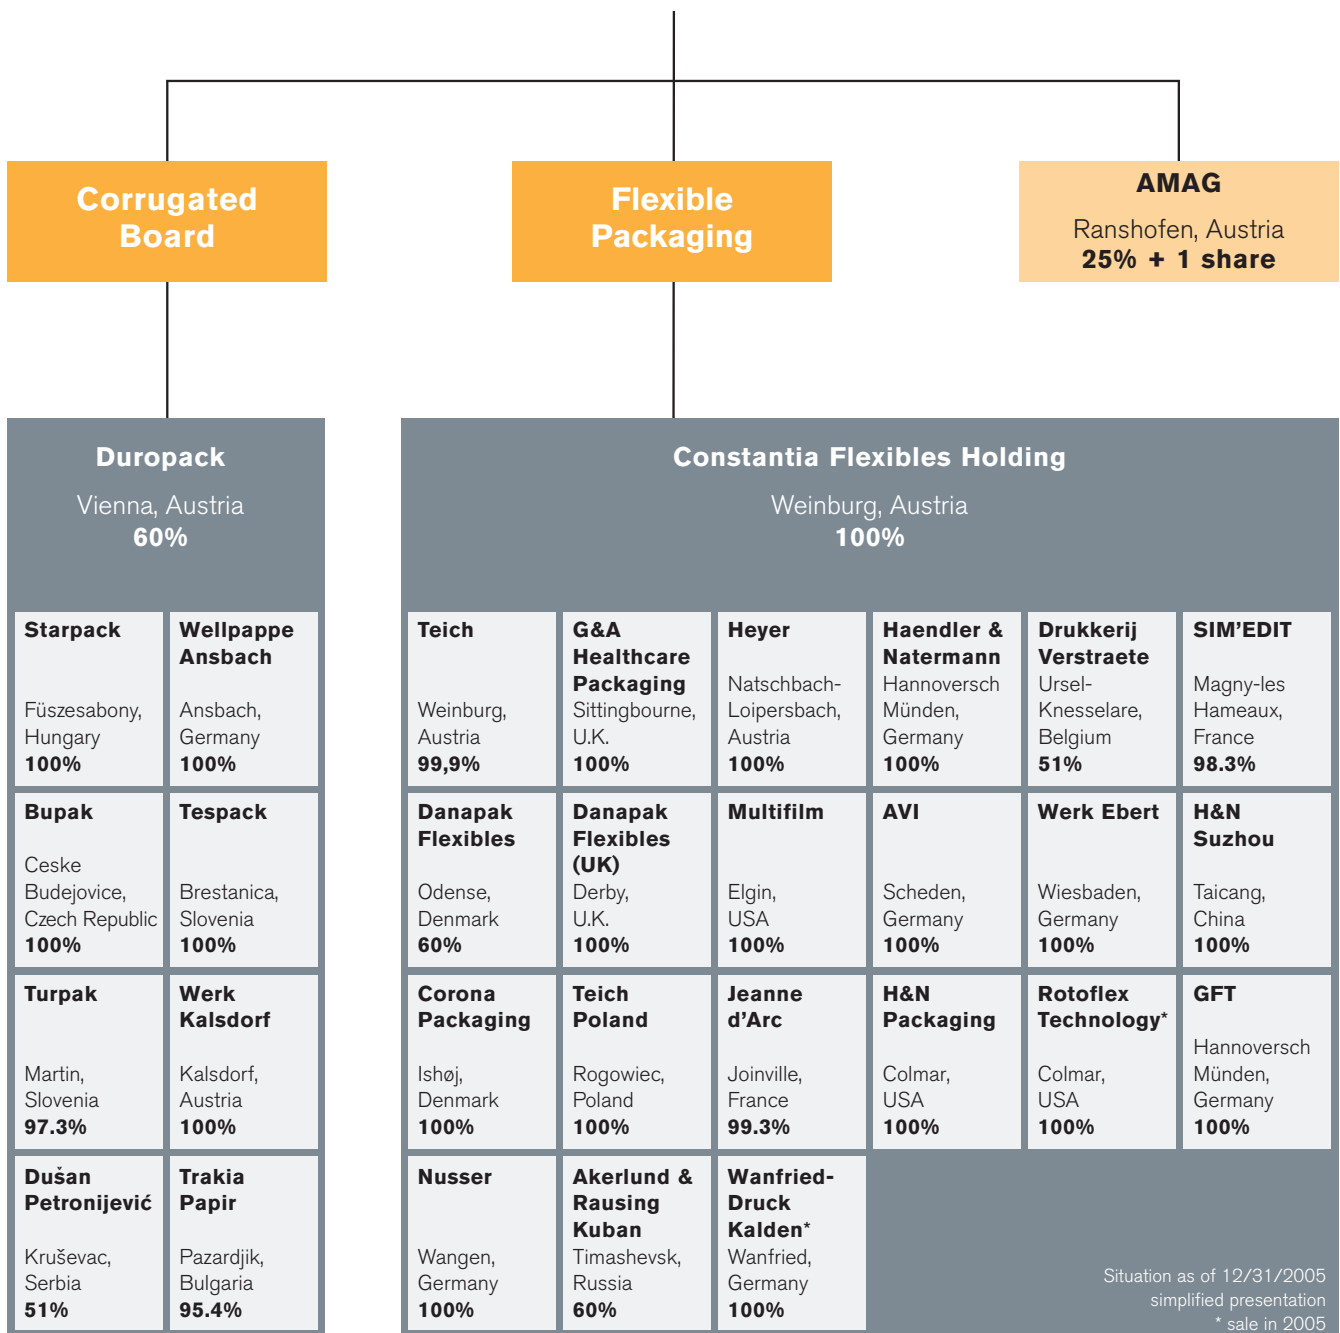 Corrugated
Board
Flexible
Packaging
AMAG
Ranshofen, Austria
25% + 1 share
Duropack
Vienna, Austria
60%
Starpack
Füszesabony,
Hungary
100%
Wellpappe
Ansbach
Ansbach,
Germany
100%
Bupak
Ceske
Budejovice,
Czech Republic
100%
Tespack
Brestanica,
Slovenia
100%
Turpak
Martin,
Slovenia
97.3%
Werk
Kalsdorf
Kalsdorf,
Austria
100%
Dušan
Petronijević
Kruševac,
Serbia
51%
Trakia
Papir
Pazardjik,
Bulgaria
95.4%
Constantia Flexibles Holding
Weinburg, Austria
100%
Teich
Weinburg,
Austria
99,9%
G&A
Healthcare
Packaging
Sittingbourne,
U.K.
100%
Heyer
Natschbach-
Loipersbach,
Austria
100%
Haendler &
Natermann
Hannoversch
Münden,
Germany
100%
Drukkerij
Verstraete
Ursel-
Knesselare,
Belgium
51%
SIM'EDIT
Magny-les
Hameaux,
France
98.3%
Danapak
Flexibles
Odense,
Denmark
60%
Danapak
Flexibles
(UK)
Derby,
U.K.
100%
Multifilm
Elgin,
USA
100%
AVI
Scheden,
Germany
100%
Werk Ebert
Wiesbaden,
Germany
100%
H&N
Suzhou
Taicang,
China
100%
Corona
Packaging
Ishøj,
Denmark
100%
Teich
Poland
Rogowiec,
Poland
100%
Jeanne
d'Arc
Joinville,
France
99.3%
H&N
Packaging
Colmar,
USA
100%
Rotoflex
Technology*
Colmar,
USA
100%
GFT
Hannoversch
Münden,
Germany
100%
Nusser
Wangen,
Germany
100%
Akerlund &
Rausing
Kuban
Timashevsk,
Russia
60%
Wanfried-
Druck
Kalden*
Wanfried,
Germany
100%
Situation as of 12/31/2005
simplified presentation
* sale in 2005